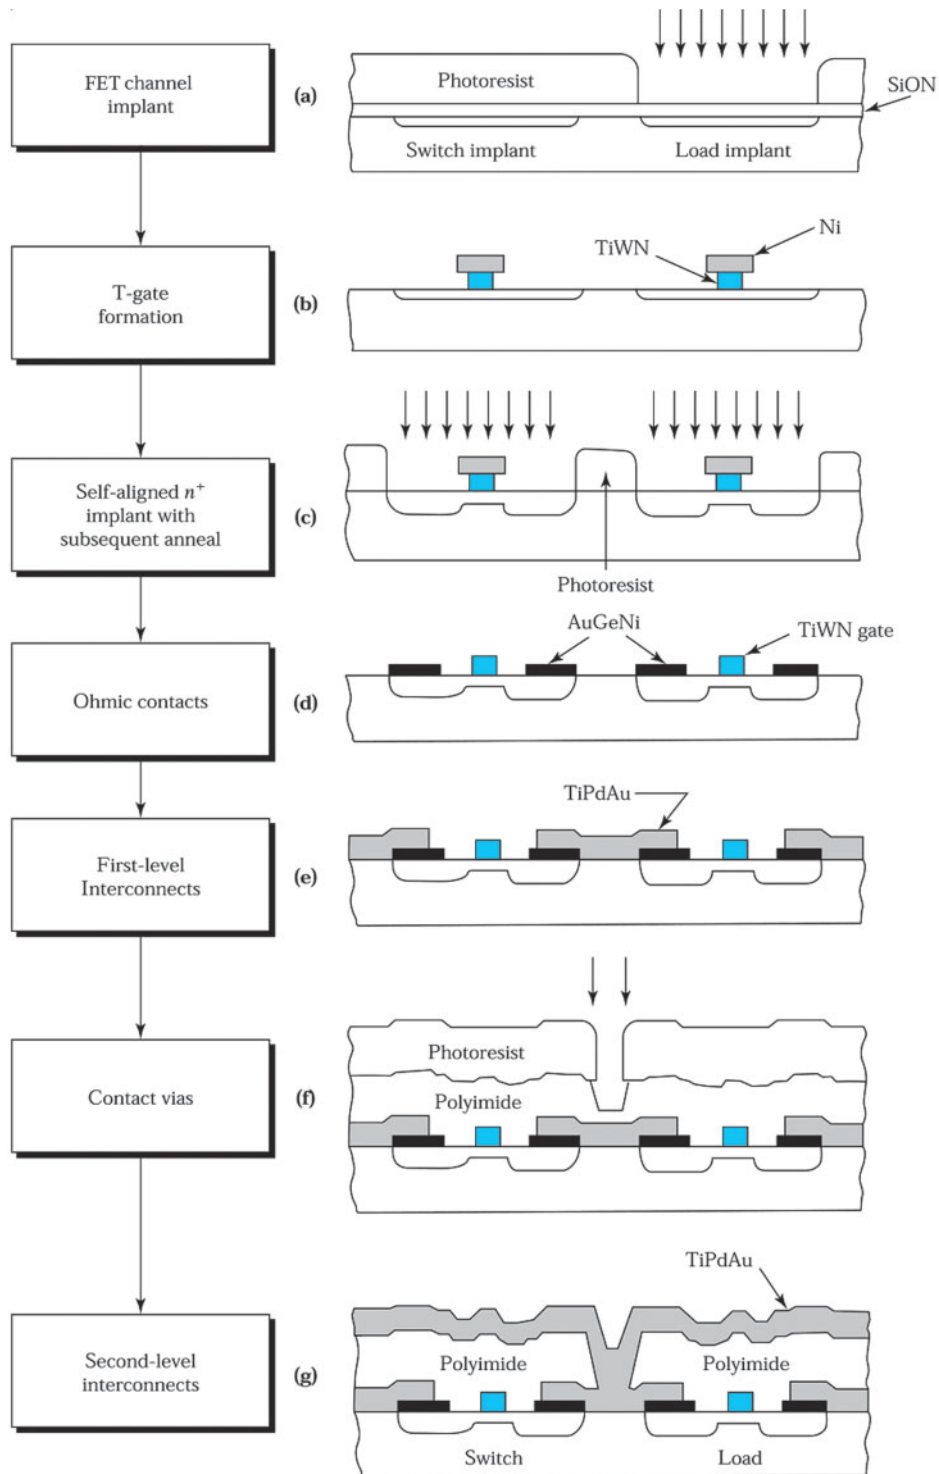 FET channel
implant
(a)
Photoresist
SiON
Switch implant
Load implant
T-gate
formation
(b)
TiWN
Ni
Self-aligned n⁺
implant with
subsequent anneal
(c)
Photoresist
Ohmic contacts
(d)
AuGeNi
TiWN gate
First-level
Interconnects
(e)
TiPdAu
Contact vias
(f)
Photoresist
Polyimide
Second-level
interconnects
(g)
TiPdAu
Polyimide
Polyimide
Switch
Load